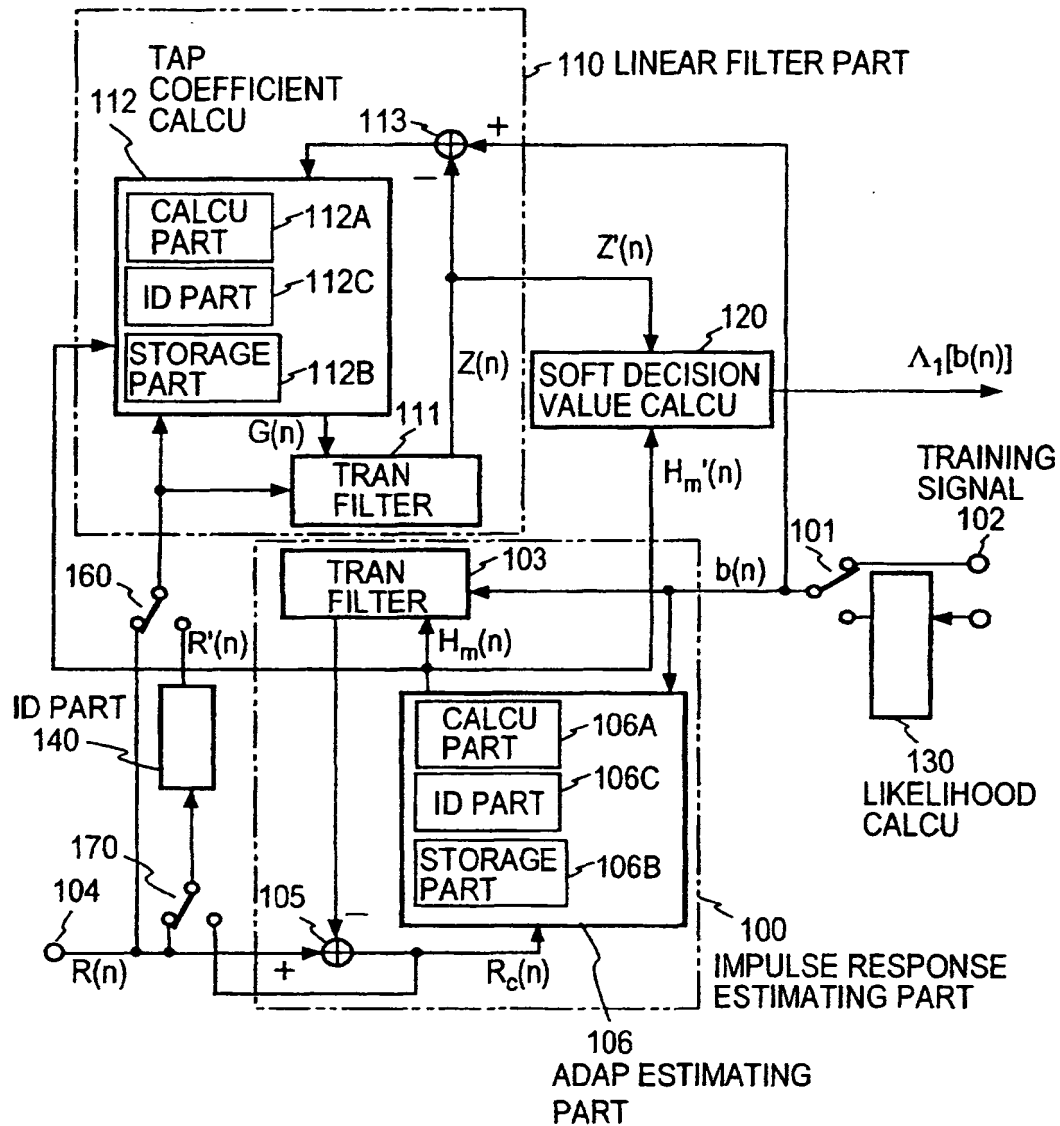 TAP
COEFFICIENT
CALCU
112
110 LINEAR FILTER PART
113
+
−
CALCU
PART
112A
ID PART
112C
STORAGE
PART
112B
Z'(n)
Z(n)
120
SOFT DECISION
VALUE CALCU
Λ₁[b(n)]
G(n)
111
TRAN
FILTER
Hₘ'(n)
TRAINING
SIGNAL
102
101
TRAN
FILTER
103
b(n)
160
R'(n)
Hₘ(n)
ID PART
140
CALCU
PART
106A
ID PART
106C
STORAGE
PART
106B
130
LIKELIHOOD
CALCU
170
104
R(n)
105
−
+
R_c(n)
100
IMPULSE RESPONSE
ESTIMATING PART
106
ADAP ESTIMATING
PART